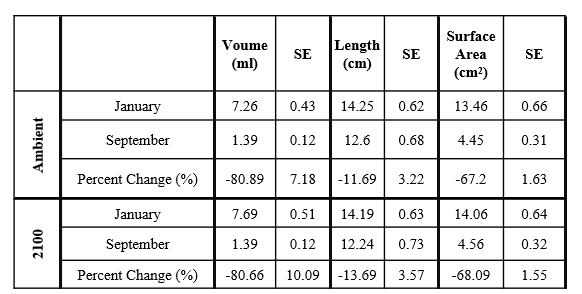 Voume (ml) SE Length (cm) SE Surface Area (cm²) SE
Ambient
January 7.26 0.43 14.25 0.62 13.46 0.66
September 1.39 0.12 12.6 0.68 4.45 0.31
Percent Change (%) -80.89 7.18 -11.69 3.22 -67.2 1.63
2100
January 7.69 0.51 14.19 0.63 14.06 0.64
September 1.39 0.12 12.24 0.73 4.56 0.32
Percent Change (%) -80.66 10.09 -13.69 3.57 -68.09 1.55